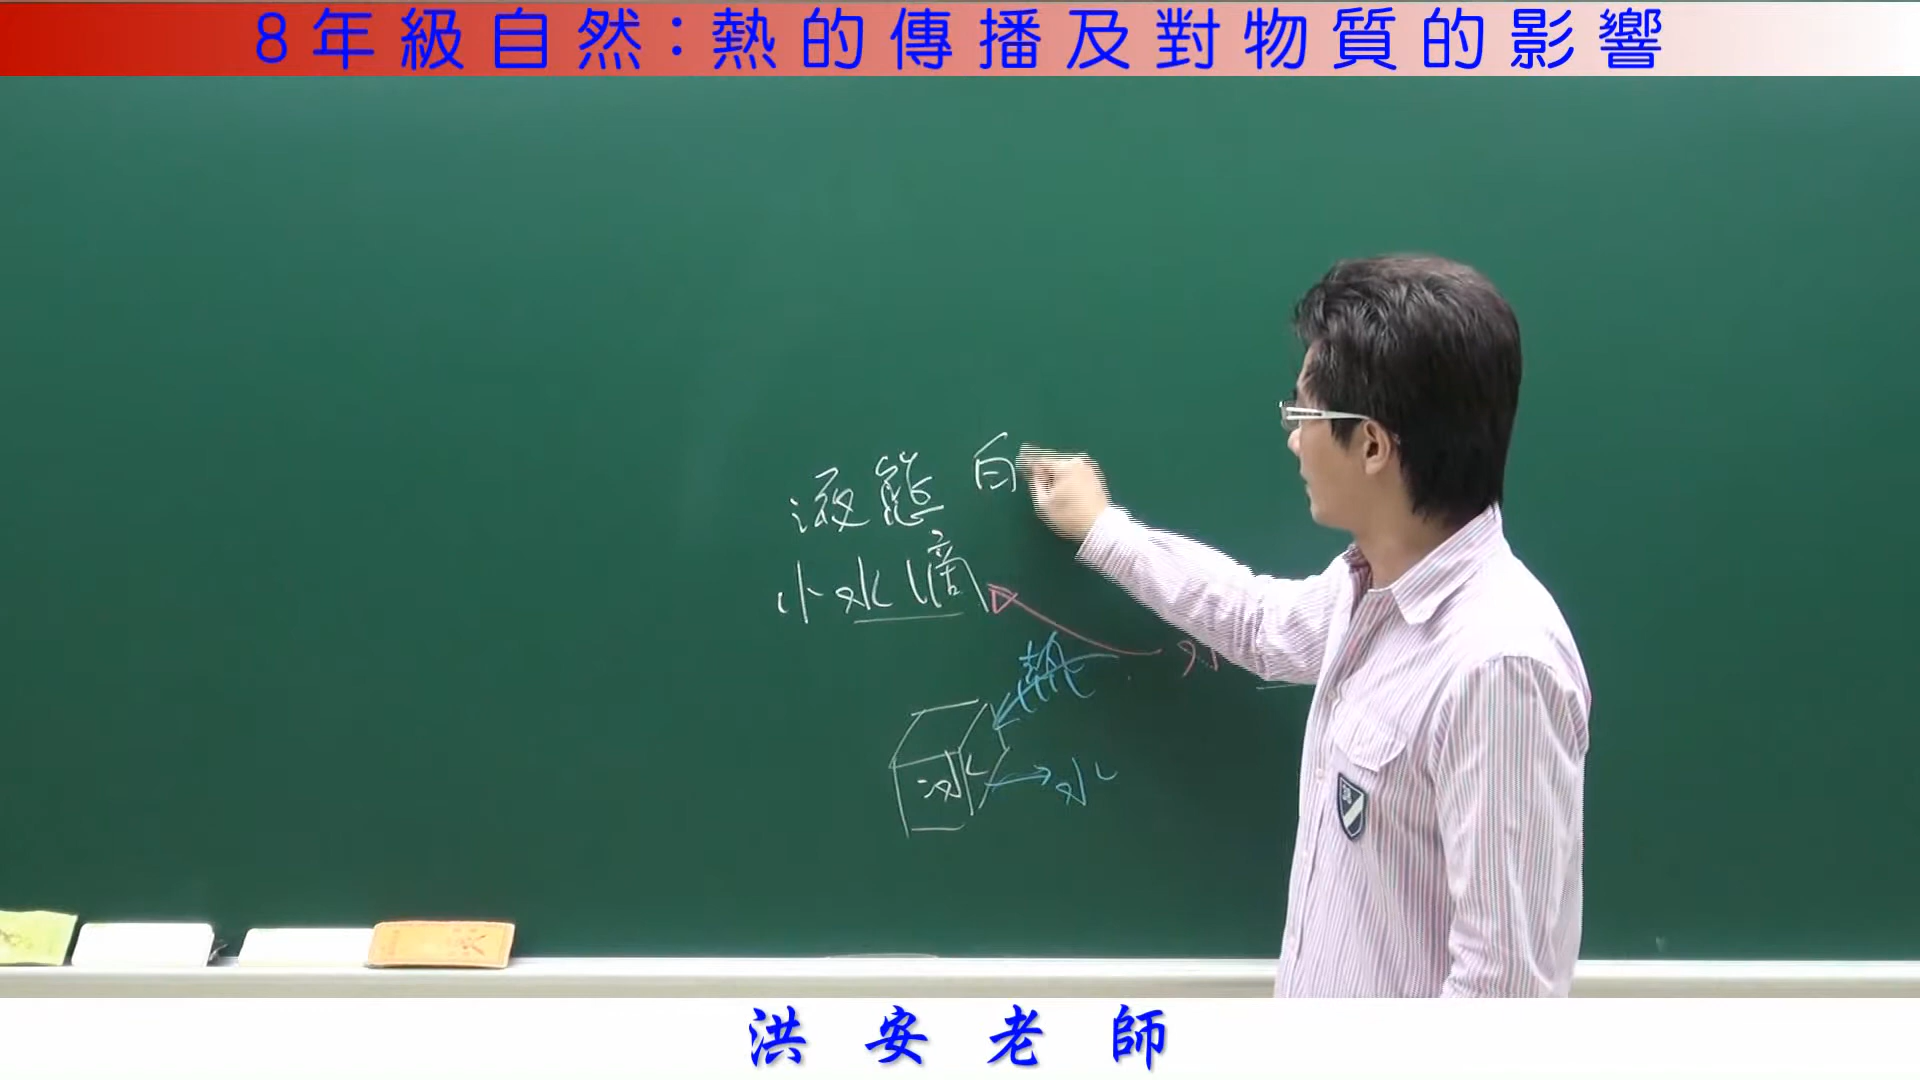 8年級自然:熱的傳播及對物質的影響
液態 白
小水滴
熱
冰 水
洪安老師